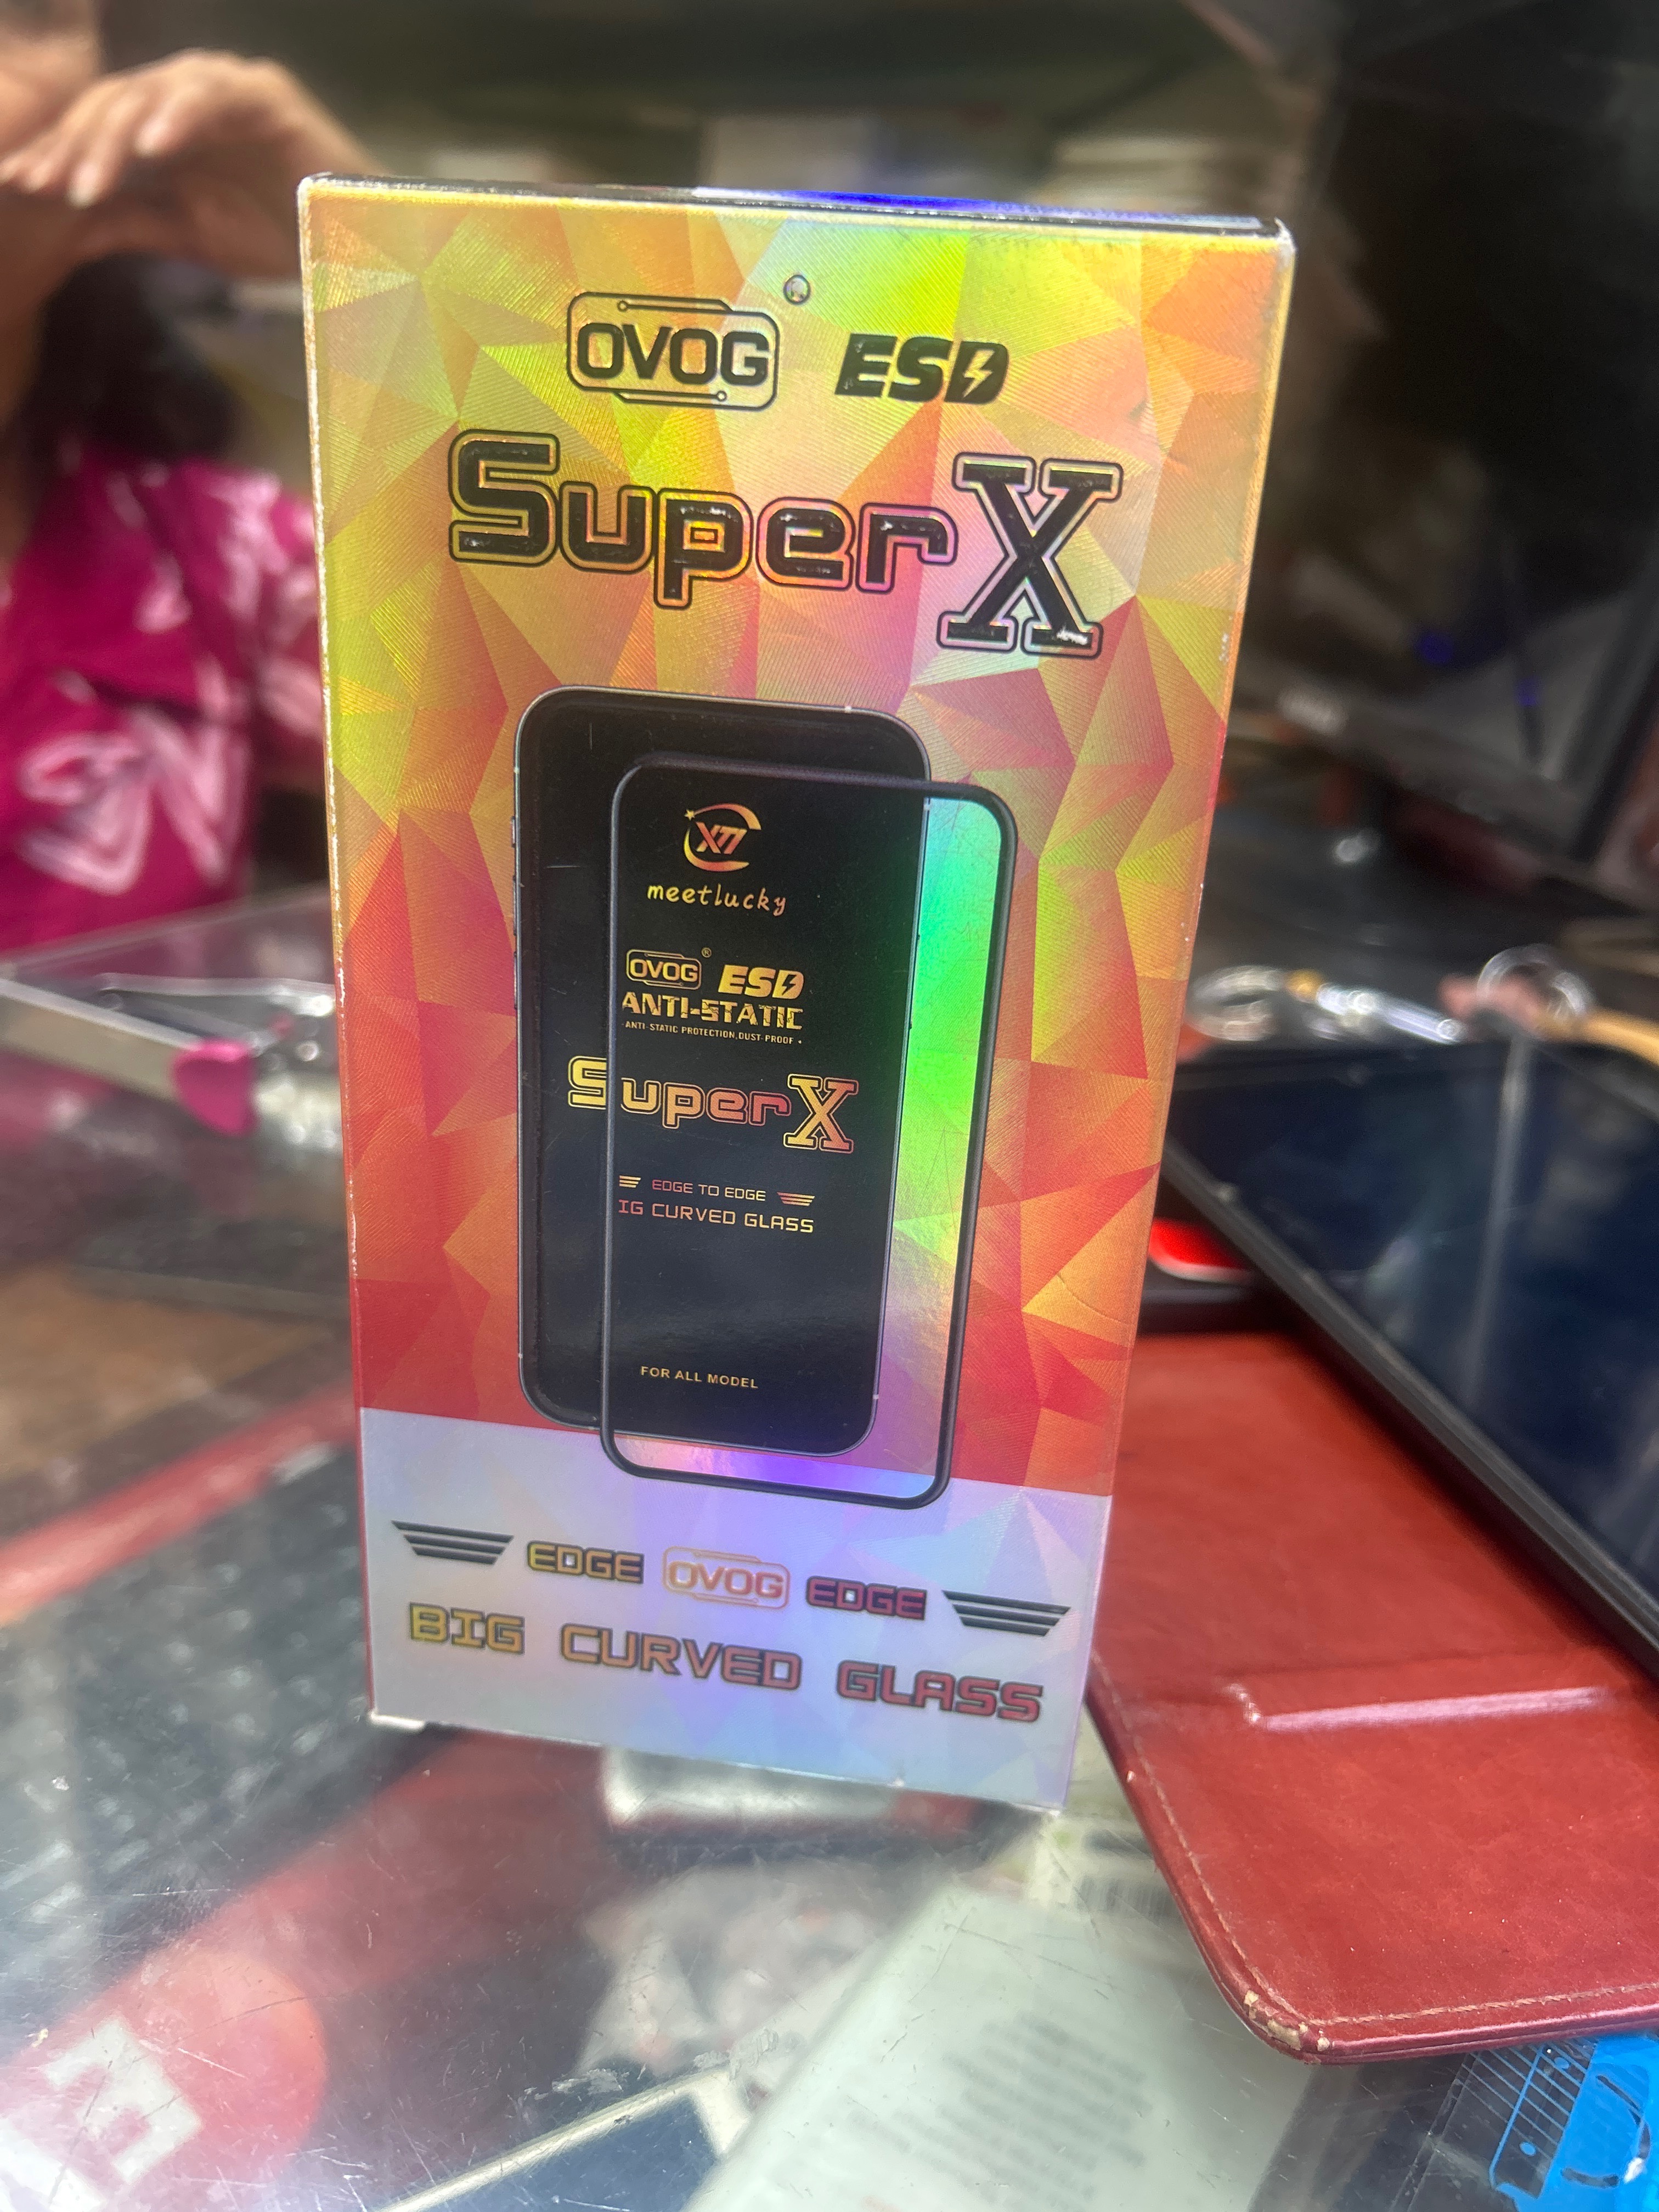 OVOG ESD
SuperX
XTI
meetlucky
OVOG® ESD
ANTI-STATIC
ANTI-STATIC PROTECTION,DUST-PROOF •
SuperX
EDGE TO EDGE
IG CURVED GLASS
FOR ALL MODEL
EDGE OVOG EDGE
BIG CURVED GLASS